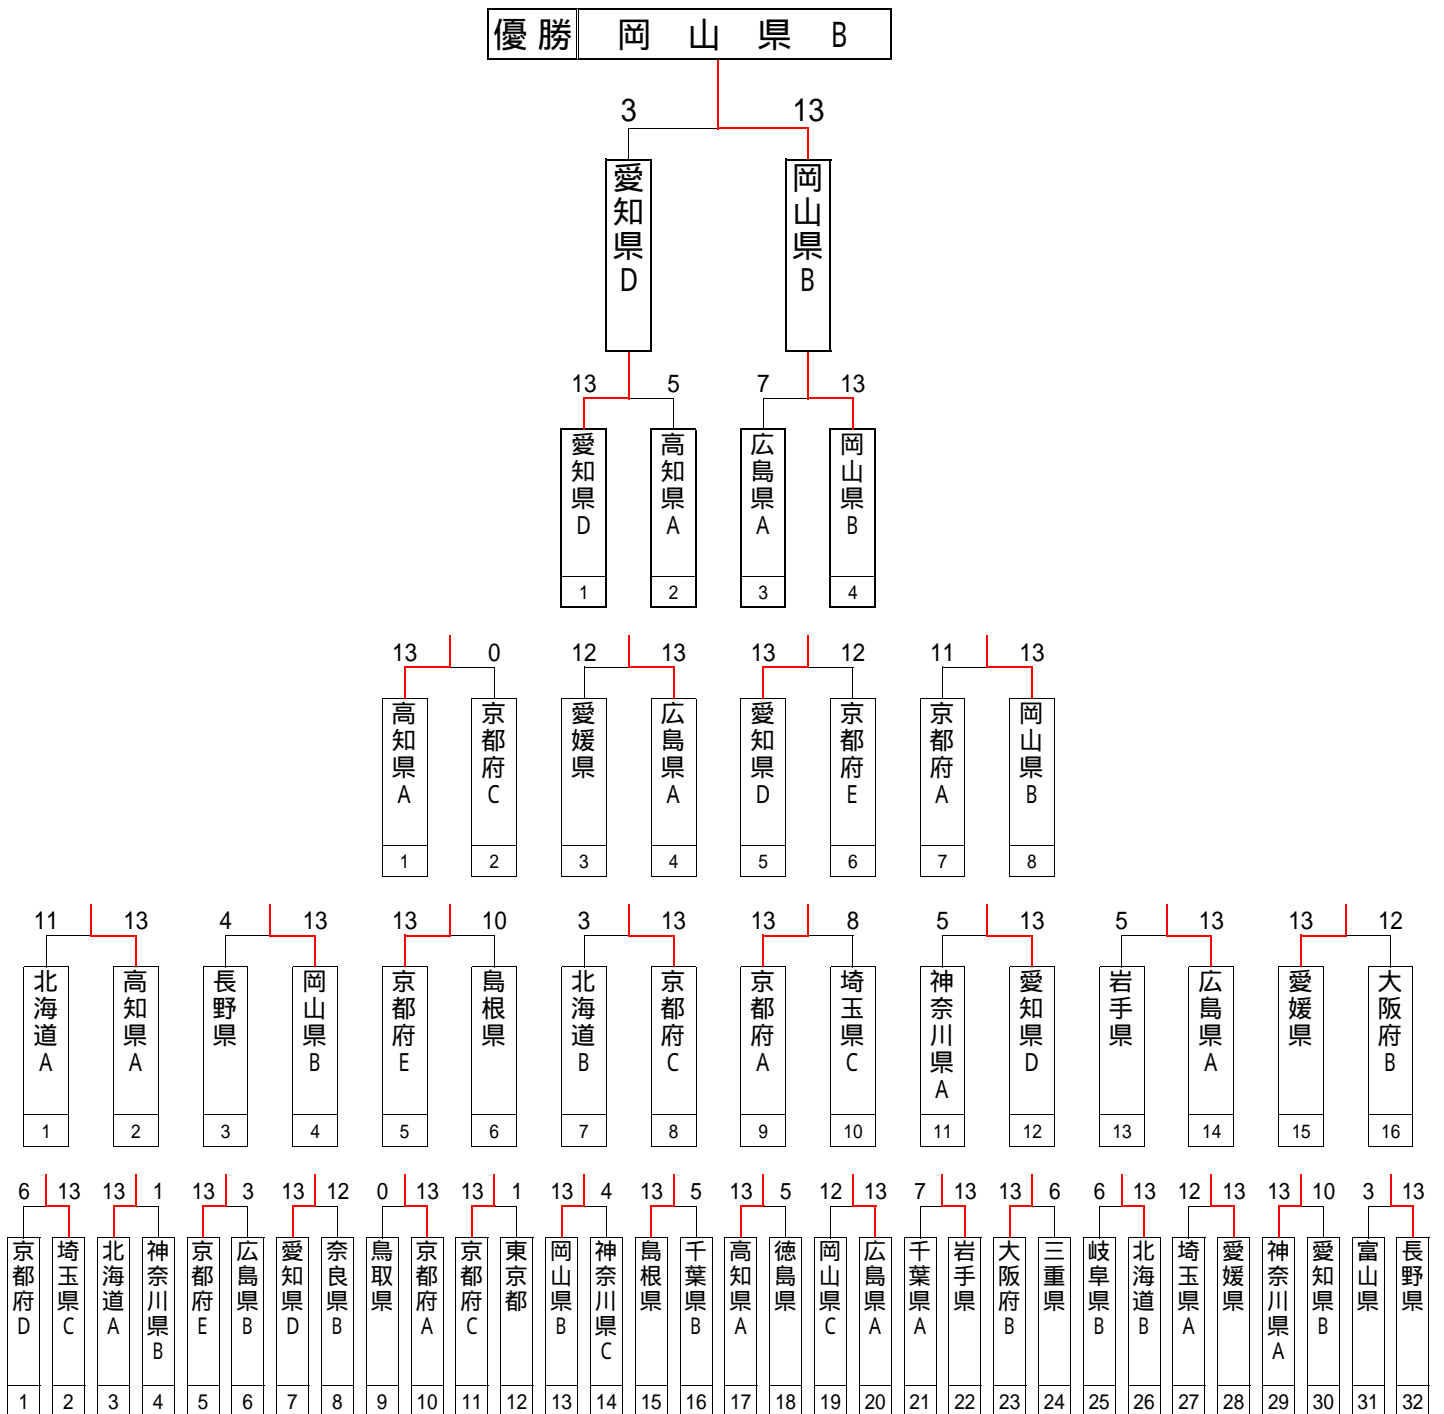 優勝 岡山県B
3 13
愛知県D 岡山県B
13 5 7 13
愛知県D 高知県A 広島県A 岡山県B
1 2 3 4
13 0 12 13 13 12 11 13
高知県A 京都府C 愛媛県 広島県A 愛知県D 京都府E 京都府A 岡山県B
1 2 3 4 5 6 7 8
11 13 4 13 13 10 3 13 13 8 5 13 5 13 13 12
北海道A 高知県A 長野県 岡山県B 京都府E 島根県 北海道B 京都府C 京都府A 埼玉県C 神奈川県A 愛知県D 岩手県 広島県A 愛媛県 大阪府B
1 2 3 4 5 6 7 8 9 10 11 12 13 14 15 16
6 13 13 1 13 3 13 12 0 13 13 1 13 4 13 5 13 5 12 13 7 13 13 6 6 13 12 13 13 10 3 13
京都府D 埼玉県C 北海道A 神奈川県B 京都府E 広島県B 愛知県D 奈良県B 鳥取県 京都府A 京都府C 東京都 岡山県B 神奈川県C 島根県 千葉県B 高知県A 徳島県 岡山県C 広島県A 千葉県A 岩手県 大阪府B 三重県 岐阜県B 北海道B 埼玉県A 愛媛県 神奈川県A 愛知県B 富山県 長野県
1 2 3 4 5 6 7 8 9 10 11 12 13 14 15 16 17 18 19 20 21 22 23 24 25 26 27 28 29 30 31 32